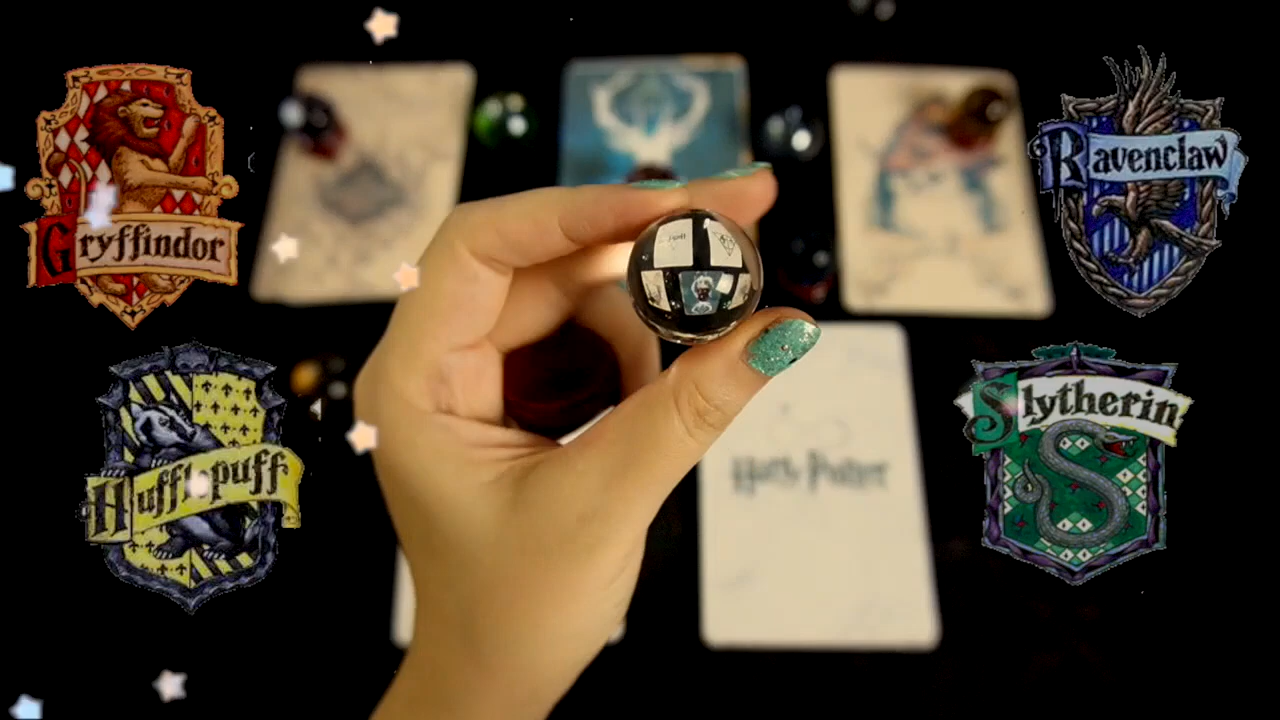 Gryffindor
Ravenclaw
Hufflepuff
Slytherin
Harry Potter